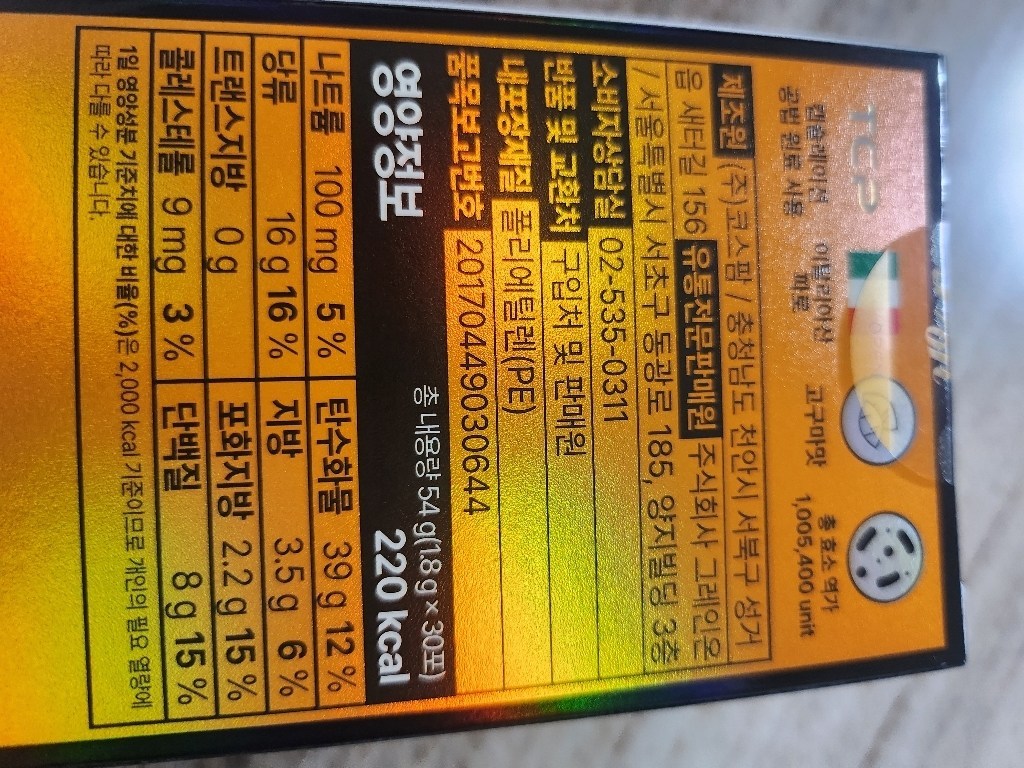 TCP
컬슐레이션
곰발 원료 사용
이탈리아산
퍼로
고구마맛
총 효소 역가
1,005,400 unit
제조원 (주)코스팜 / 충청남도 천안시 서북구 성거
읍 새터길 156 유통전문판매원 주식회사 그레인온
/ 서울특별시 서초구 동광로 185, 양지빌딩 3층
소비자상담실 02-535-0311
반품 및 교환처 구입처 및 판매원
내포장재질 폴리에틸렌(PE)
품목보고번호 20170449030644
영양정보
총 내용량 54 g(1.8 g × 30포)
220 kcal
나트륨 100 mg 5 % 탄수화물 39 g 12 %
당류 16 g 16 % 지방 3.5 g 6 %
트랜스지방 0 g 포화지방 2.2 g 15 %
콜레스테롤 9 mg 3 % 단백질 8 g 15 %
1일 영양성분 기준치에 대한 비율(%)은 2,000 kcal 기준이므로 개인의 필요 열량에
따라 다를 수 있습니다.